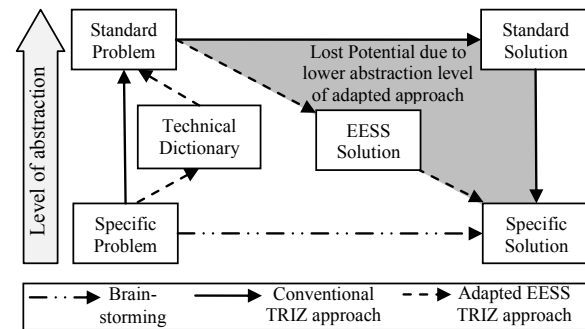 Level of abstraction
Standard
Problem
Lost Potential due to
lower abstraction level
of adapted approach
Standard
Solution
Technical
Dictionary
EESS
Solution
Specific
Problem
Specific
Solution
Brain-
storming
Conventional
TRIZ approach
Adapted EESS
TRIZ approach